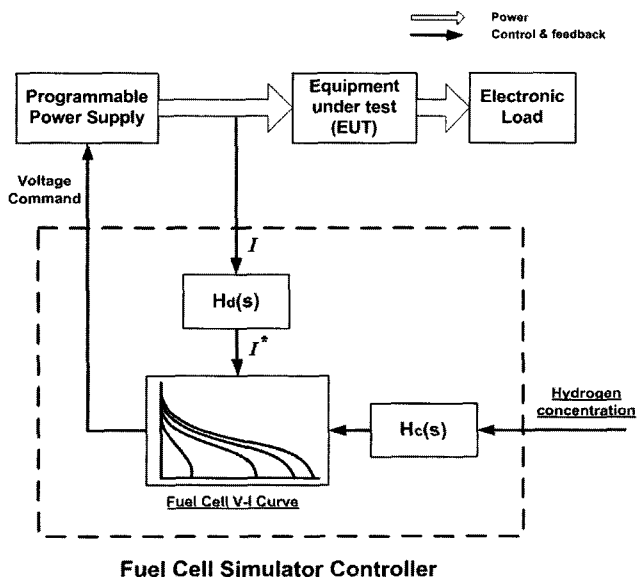 Power
Control & feedback
Programmable
Power Supply
Equipment
under test
(EUT)
Electronic
Load
Voltage
Command
I
Hd(s)
I*
Hydrogen
concentration
Hc(s)
Fuel Cell V-I Curve
Fuel Cell Simulator Controller